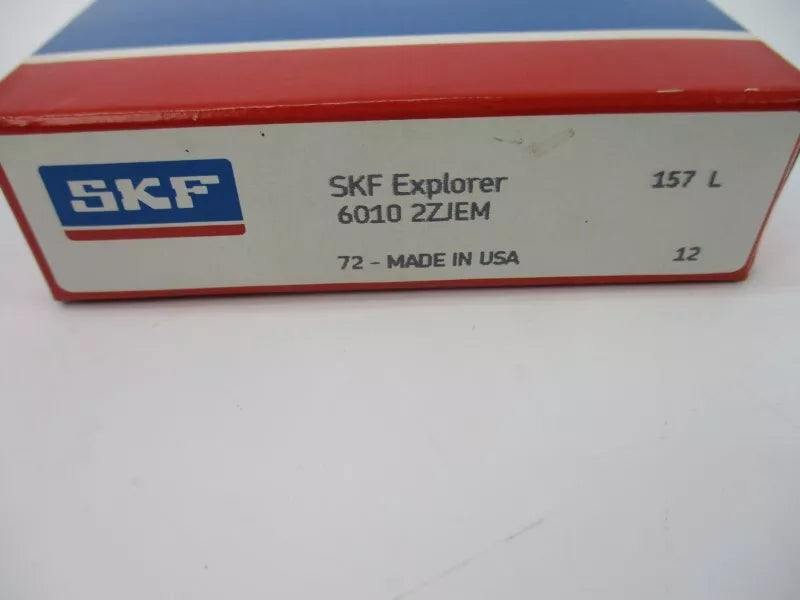 SKF
SKF Explorer
157 L
6010 2ZJEM
72 - MADE IN USA
12